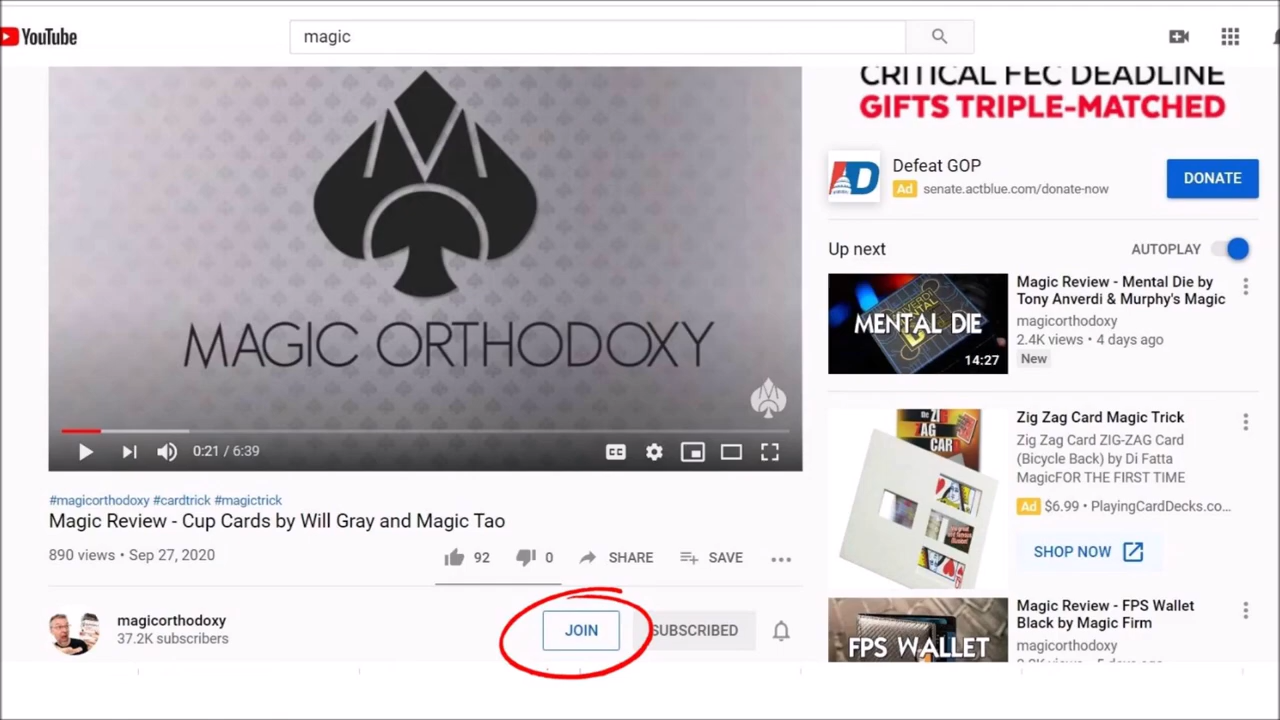 YouTube
magic
MAGIC ORTHODOXY
0:21 / 6:39
CC
#magicorthodoxy #cardtrick #magictrick
Magic Review - Cup Cards by Will Gray and Magic Tao
890 views • Sep 27, 2020
92
0
SHARE
SAVE
magicorthodoxy
37.2K subscribers
JOIN
SUBSCRIBED
CRITICAL FEC DEADLINE
GIFTS TRIPLE-MATCHED
Defeat GOP
Ad senate.actblue.com/donate-now
DONATE
Up next
AUTOPLAY
MENTAL DIE
14:27
Magic Review - Mental Die by
Tony Anverdi & Murphy's Magic
magicorthodoxy
2.4K views • 4 days ago
New
Zig Zag Card Magic Trick
Zig Zag Card ZIG-ZAG Card
(Bicycle Back) by Di Fatta
MagicFOR THE FIRST TIME
Ad $6.99 • PlayingCardDecks.co...
SHOP NOW
FPS WALLET
Magic Review - FPS Wallet
Black by Magic Firm
magicorthodoxy